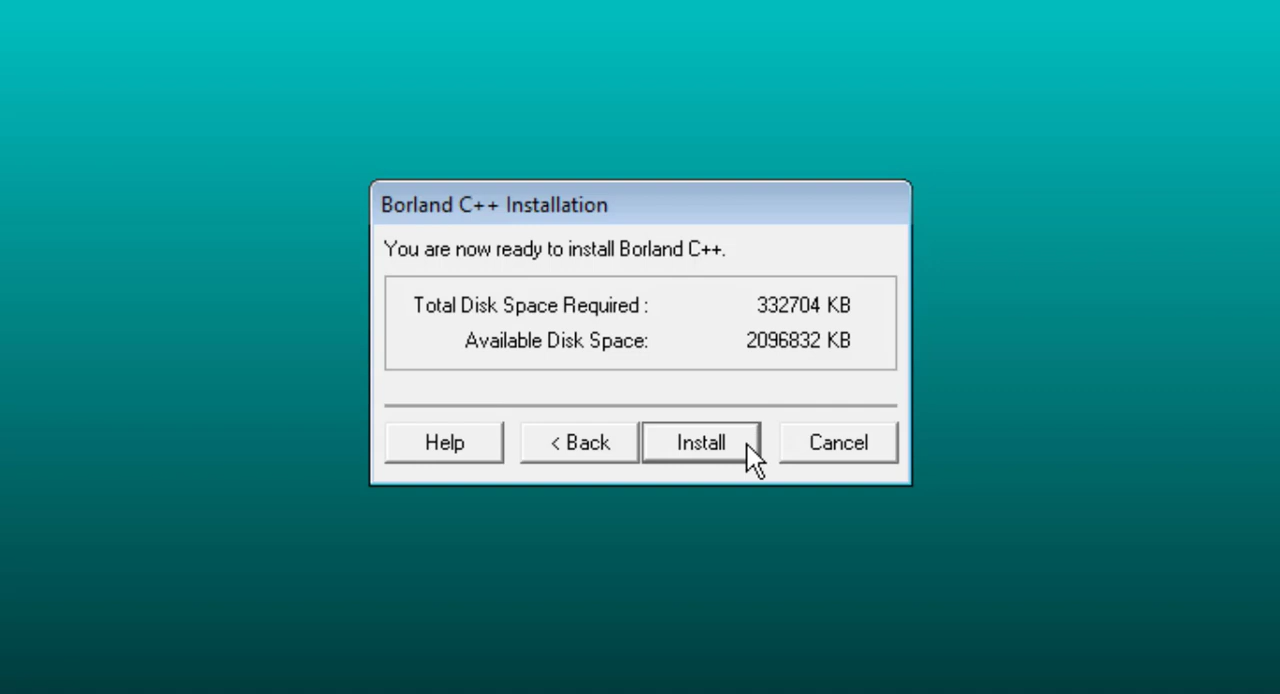 Borland C++ Installation
You are now ready to install Borland C++.
Total Disk Space Required : 332704 KB
Available Disk Space: 2096832 KB
Help < Back Install Cancel